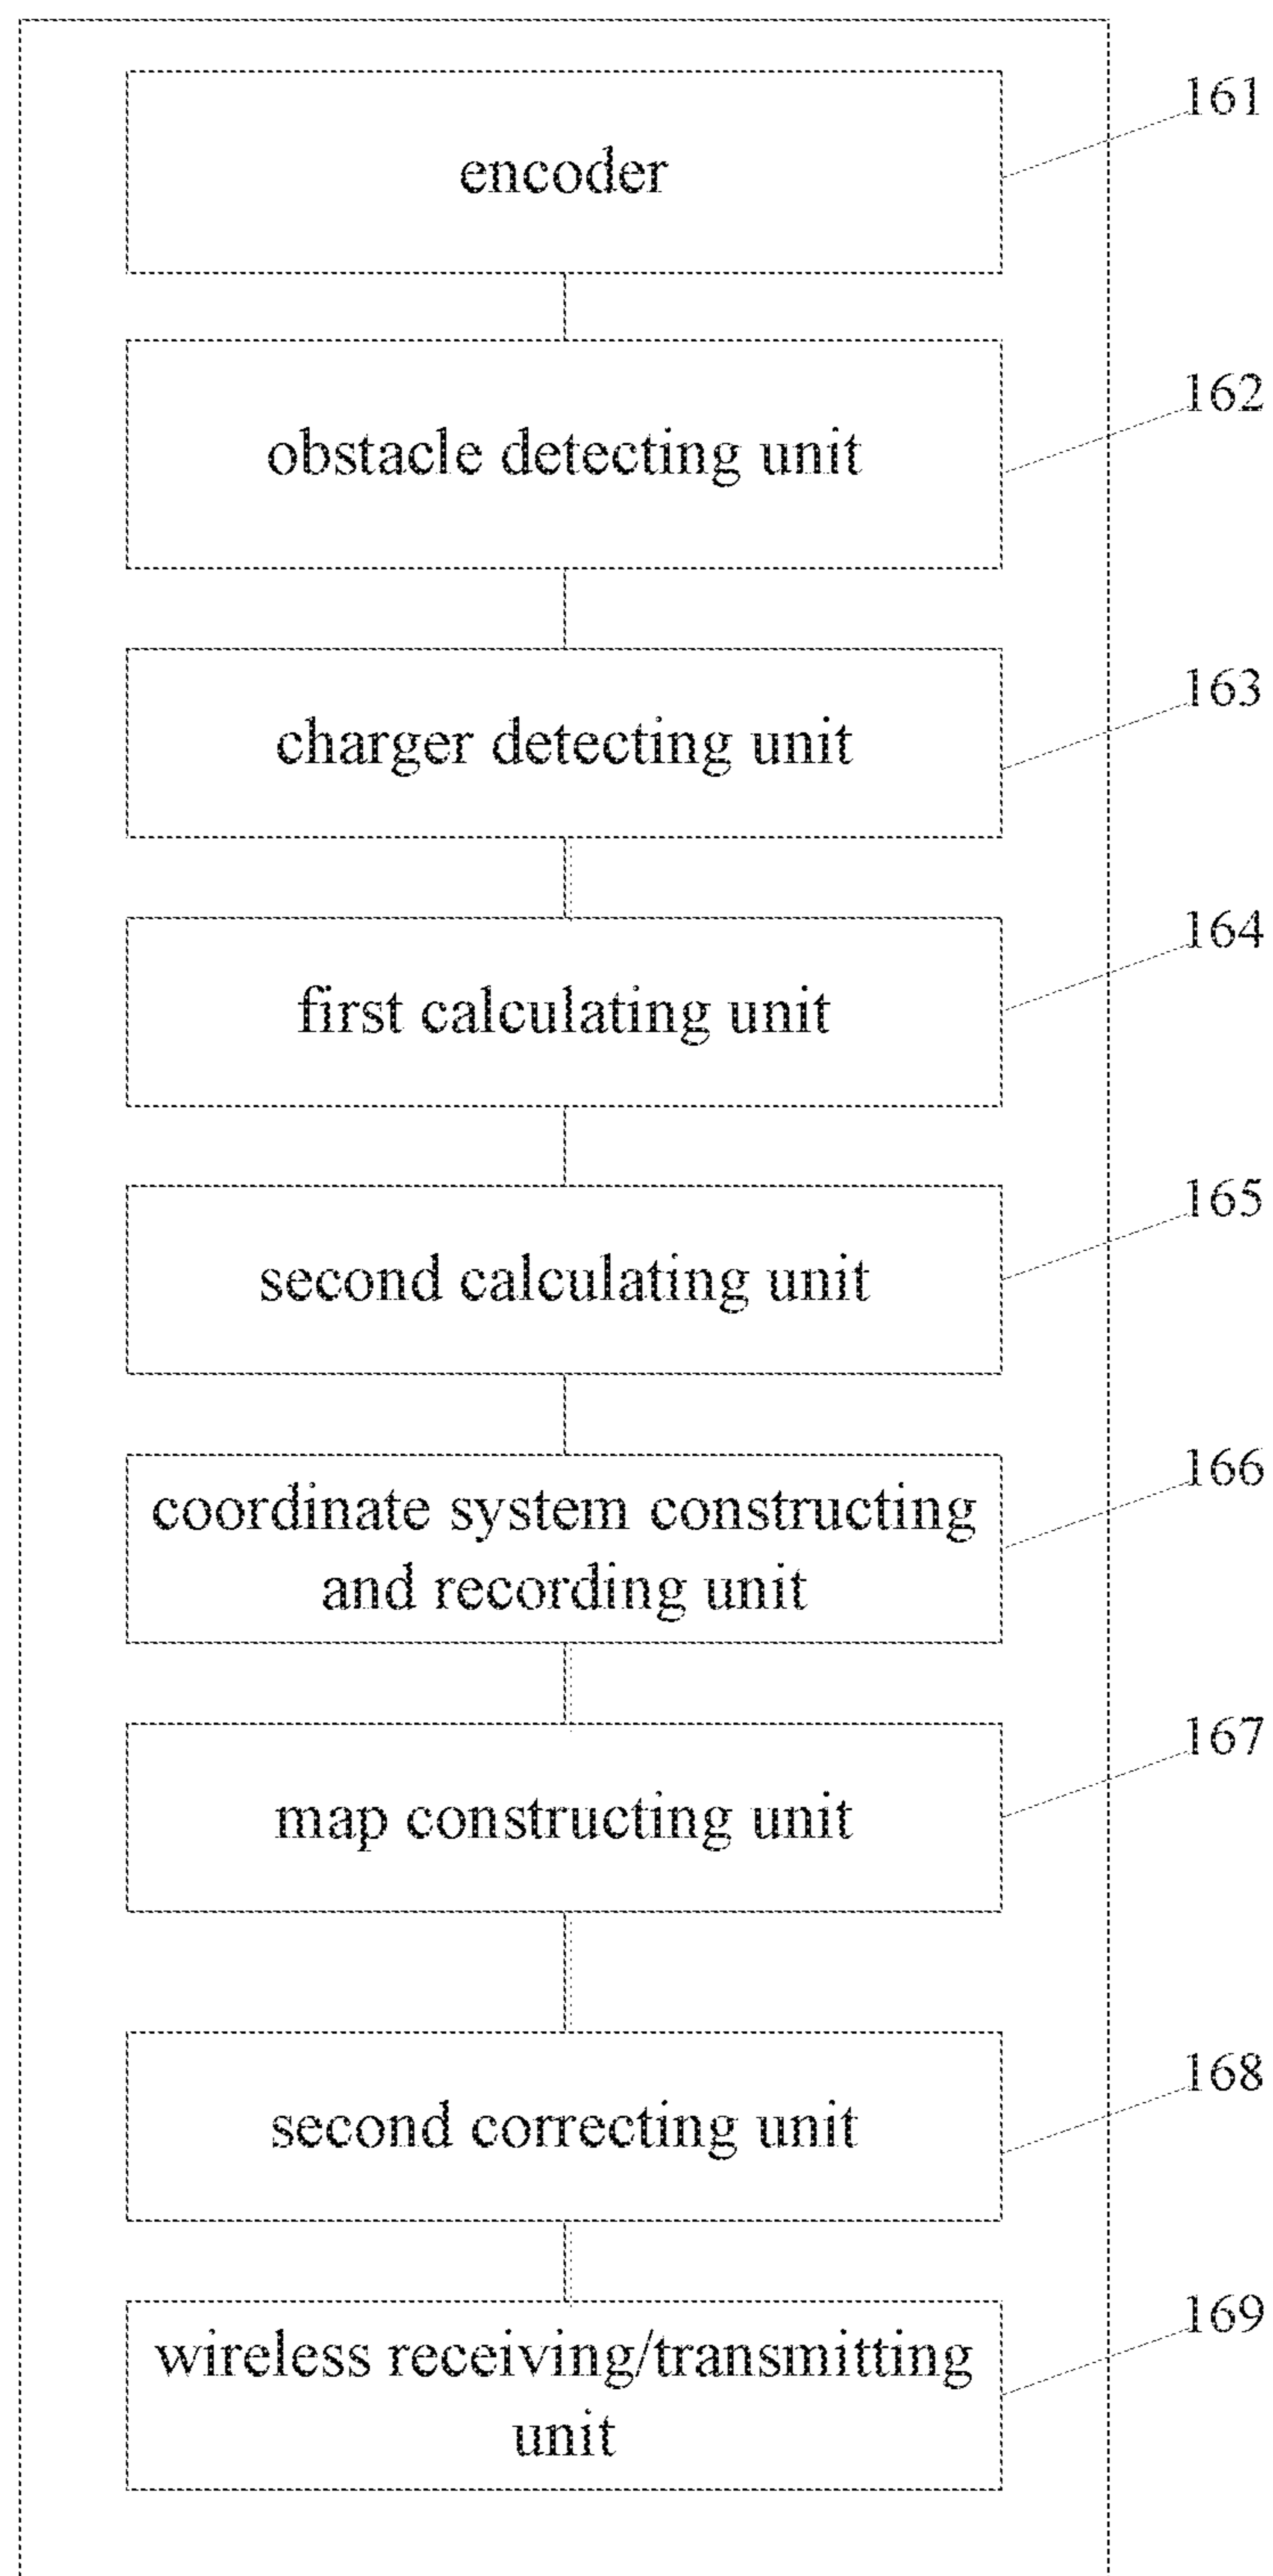 161
encoder
162
obstacle detecting unit
163
charger detecting unit
164
first calculating unit
165
second calculating unit
166
coordinate system constructing
and recording unit
167
map constructing unit
168
second correcting unit
169
wireless receiving/transmitting
unit